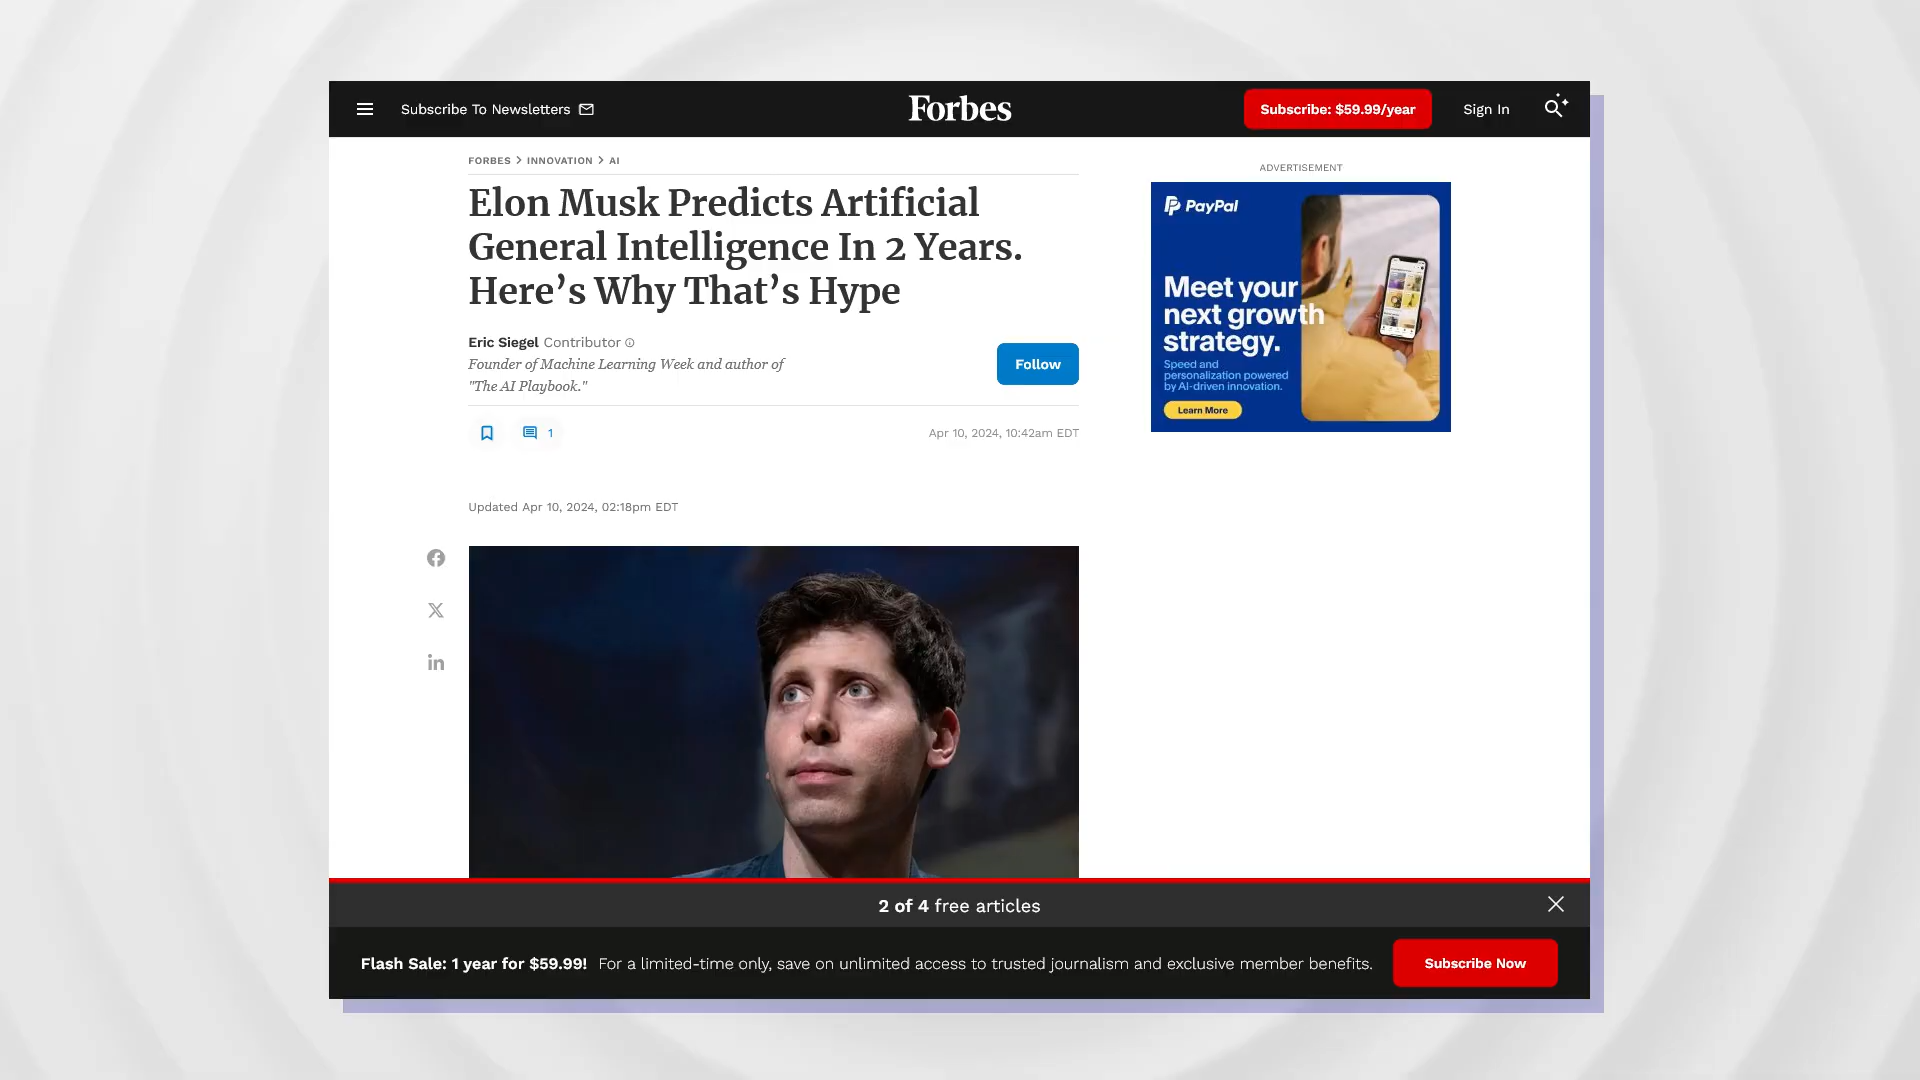 Subscribe To Newsletters
Forbes
Subscribe: $59.99/year
Sign In
FORBES > INNOVATION > AI
Elon Musk Predicts Artificial
General Intelligence In 2 Years.
Here’s Why That’s Hype
Eric Siegel Contributor
Founder of Machine Learning Week and author of
"The AI Playbook."
Follow
1
Apr 10, 2024, 10:42am EDT
Updated Apr 10, 2024, 02:18pm EDT
ADVERTISEMENT
PayPal
Meet your
next growth
strategy.
Speed and
personalization powered
by AI-driven innovation.
Learn More
2 of 4 free articles
Flash Sale: 1 year for $59.99! For a limited-time only, save on unlimited access to trusted journalism and exclusive member benefits.
Subscribe Now